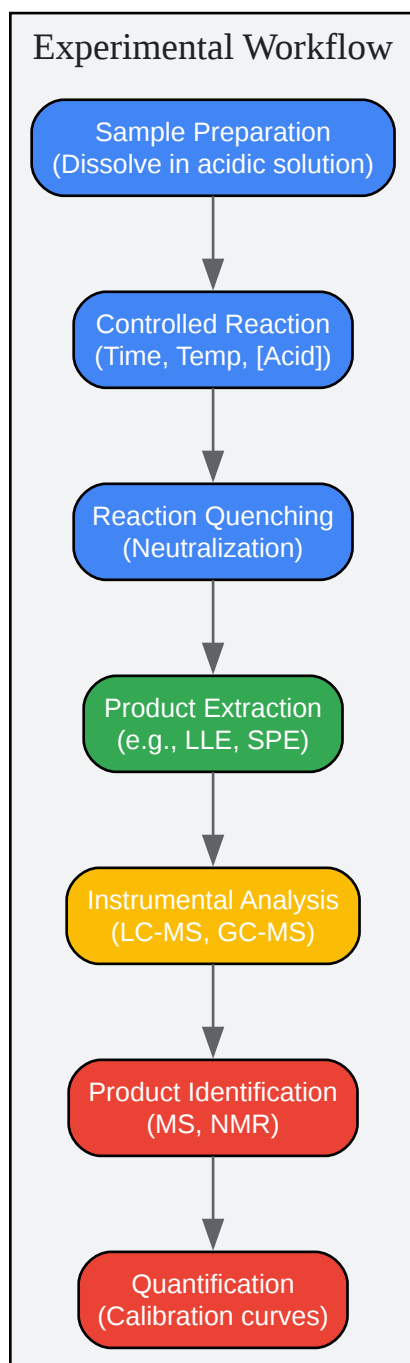 Experimental Workflow
Sample Preparation
(Dissolve in acidic solution)
Controlled Reaction
(Time, Temp, [Acid])
Reaction Quenching
(Neutralization)
Product Extraction
(e.g., LLE, SPE)
Instrumental Analysis
(LC-MS, GC-MS)
Product Identification
(MS, NMR)
Quantification
(Calibration curves)